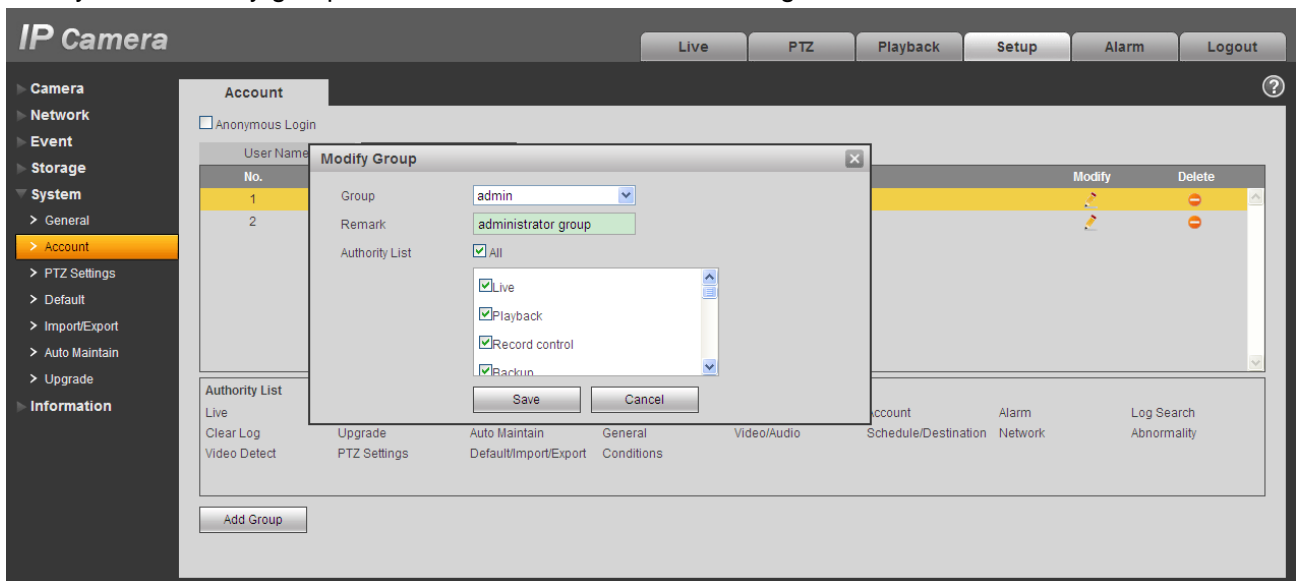 IP Camera
Live PTZ Playback Setup Alarm Logout
Camera
Network
Event
Storage
System
> General
> Account
> PTZ Settings
> Default
> Import/Export
> Auto Maintain
> Upgrade
Information
Account
?
Anonymous Login
User Name
No. Modify Delete
1
2
Modify Group
Group admin
Remark administrator group
Authority List All
Live
Playback
Record control
Backup
Save Cancel
Authority List
Live Account Alarm Log Search
Clear Log Upgrade Auto Maintain General Video/Audio Schedule/Destination Network Abnormality
Video Detect PTZ Settings Default/Import/Export Conditions
Add Group